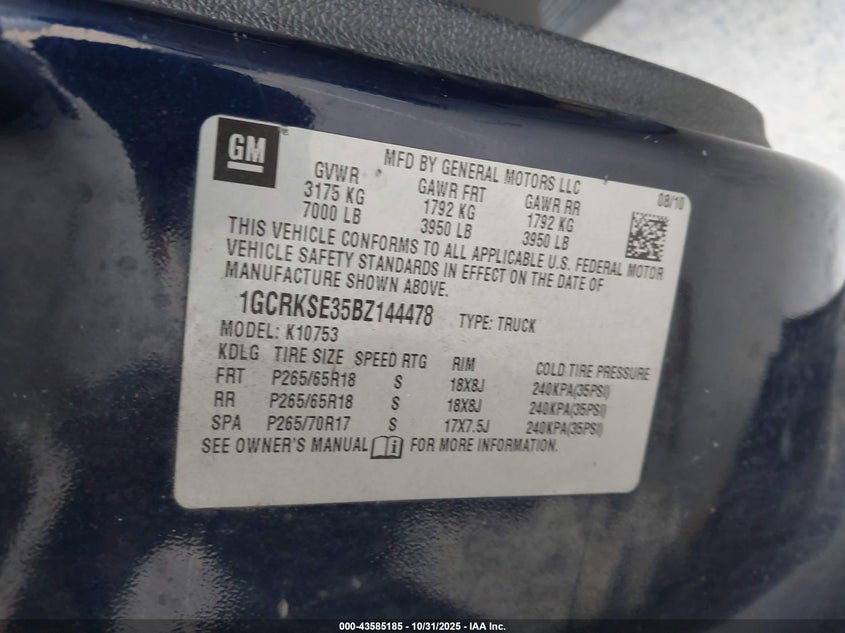 GM
MFD BY GENERAL MOTORS LLC
08/10
GVWR GAWR FRT GAWR RR
3175 KG 1792 KG 1792 KG
7000 LB 3950 LB 3950 LB
THIS VEHICLE CONFORMS TO ALL APPLICABLE U.S. FEDERAL MOTOR
VEHICLE SAFETY STANDARDS IN EFFECT ON THE DATE OF
MANUFACTURE SHOWN ABOVE.
1GCRKSE35BZ144478 TYPE: TRUCK
MODEL: K10753
KDLG TIRE SIZE SPEED RTG RIM COLD TIRE PRESSURE
FRT P265/65R18 S 18X8J 240KPA(35PSI)
RR P265/65R18 S 18X8J 240KPA(35PSI)
SPA P265/70R17 S 17X7.5J 240KPA(35PSI)
SEE OWNER'S MANUAL i FOR MORE INFORMATION.
000-43585185 - 10/31/2025 - IAA Inc.